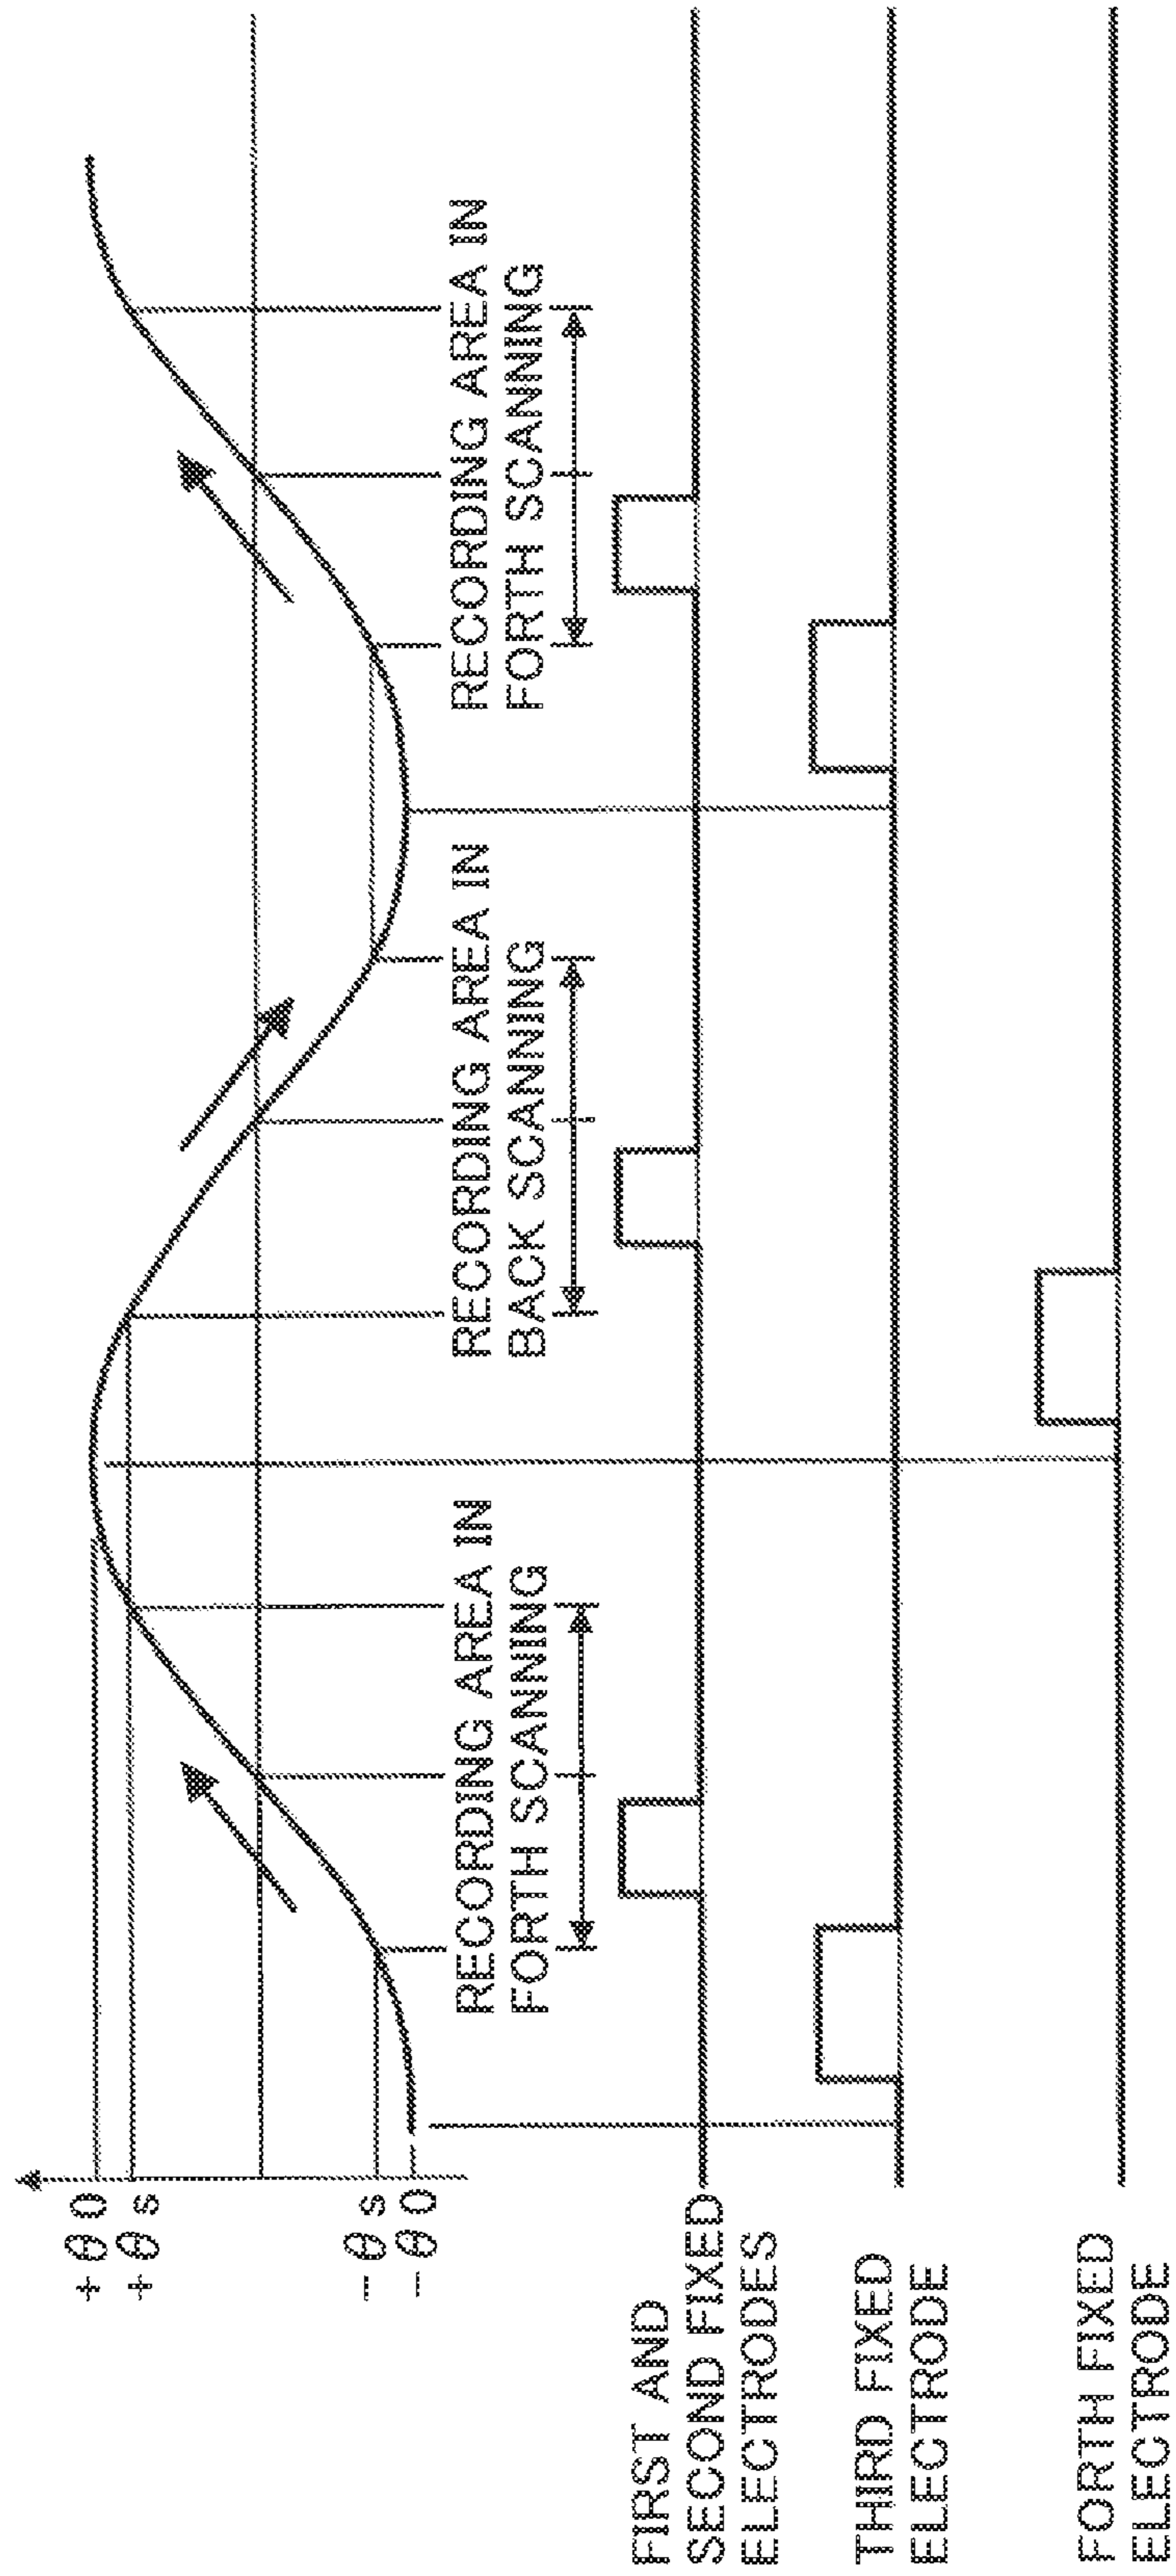 +θ0
+θs
-θs
-θ0
RECORDING AREA IN
FORTH SCANNING
RECORDING AREA IN
BACK SCANNING
RECORDING AREA IN
FORTH SCANNING
FIRST AND
SECOND FIXED
ELECTRODES
THIRD FIXED
ELECTRODE
FORTH FIXED
ELECTRODE